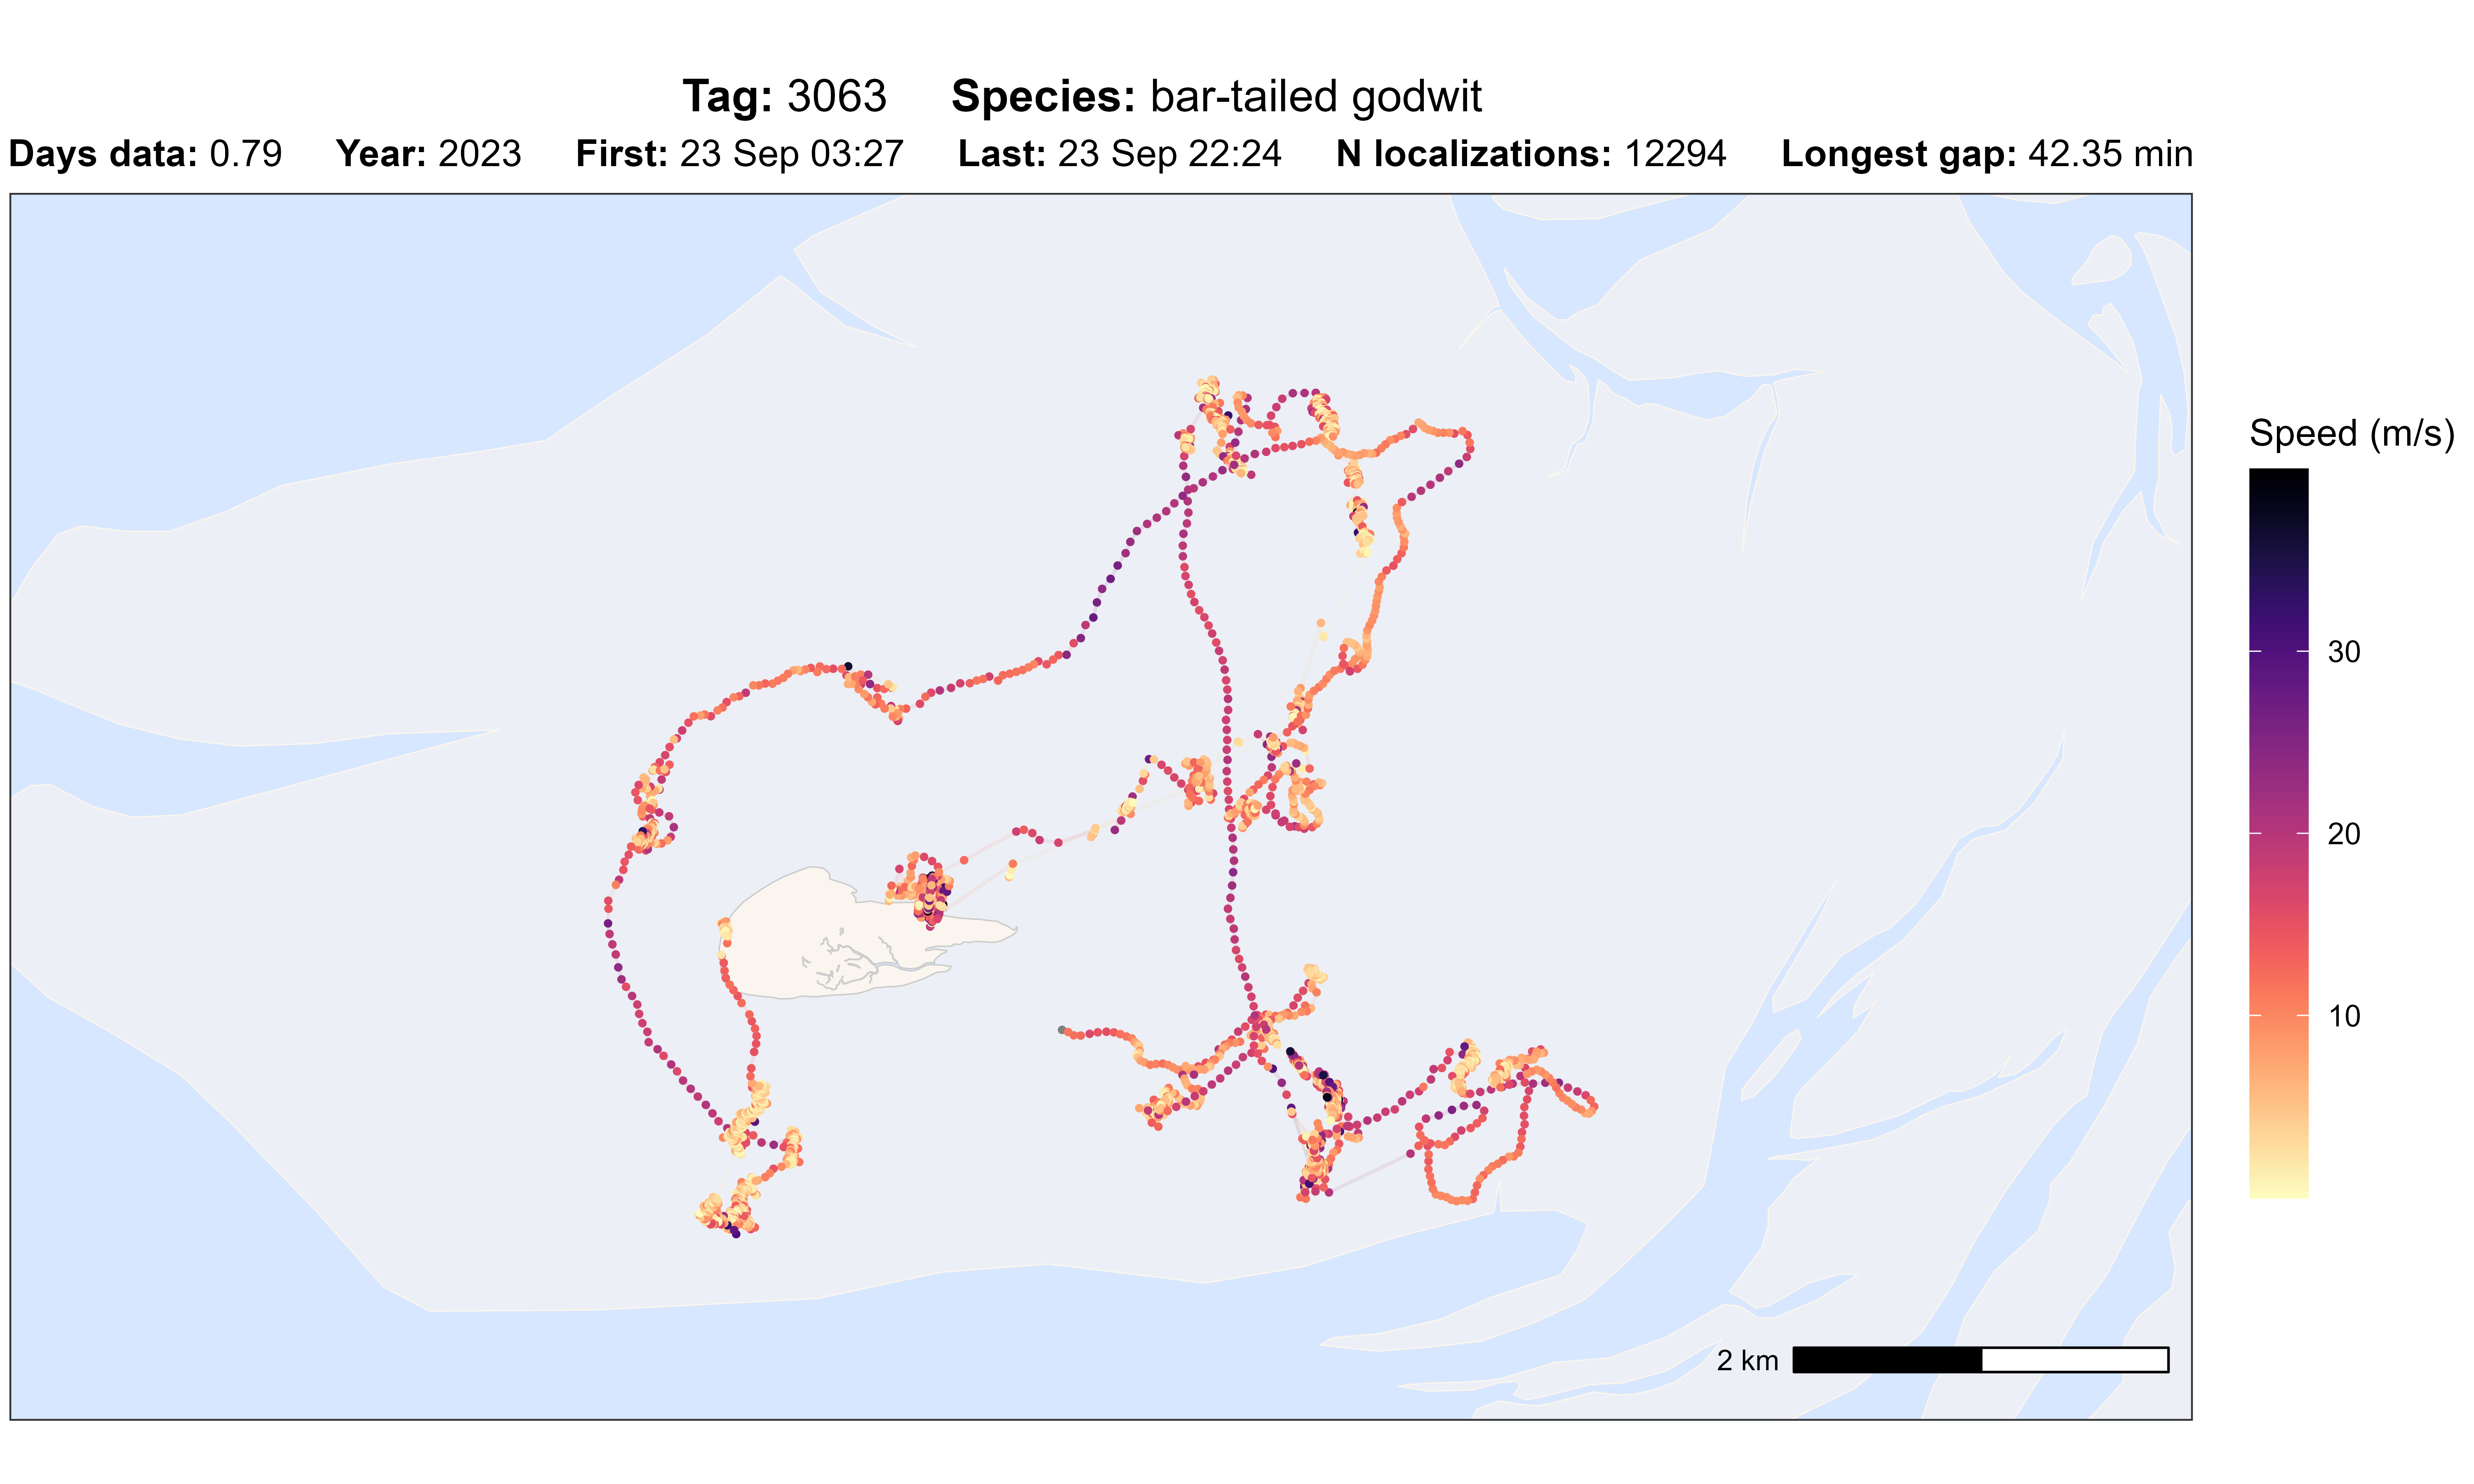 Tag: 3063 Species: bar-tailed godwit
Days data: 0.79 Year: 2023 First: 23 Sep 03:27 Last: 23 Sep 22:24 N localizations: 12294 Longest gap: 42.35 min
Speed (m/s)
30
20
10
2 km